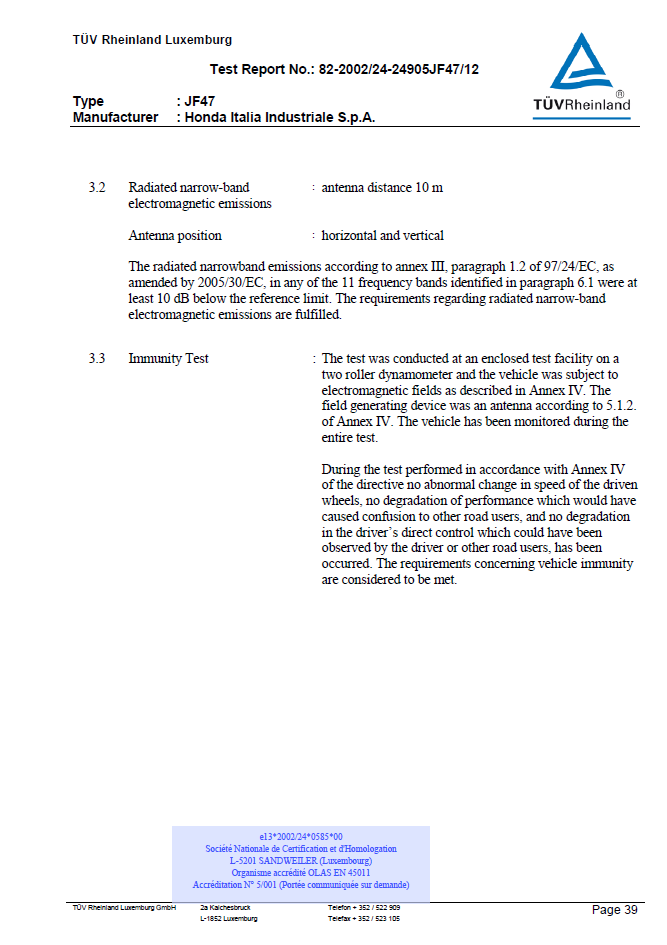 TÜV Rheinland Luxemburg
Test Report No.: 82-2002/24-24905JF47/12
Type : JF47
Manufacturer : Honda Italia Industriale S.p.A.
®
TÜVRheinland
3.2 Radiated narrow-band : antenna distance 10 m
electromagnetic emissions
Antenna position : horizontal and vertical
The radiated narrowband emissions according to annex III, paragraph 1.2 of 97/24/EC, as
amended by 2005/30/EC, in any of the 11 frequency bands identified in paragraph 6.1 were at
least 10 dB below the reference limit. The requirements regarding radiated narrow-band
electromagnetic emissions are fulfilled.
3.3 Immunity Test : The test was conducted at an enclosed test facility on a
two roller dynamometer and the vehicle was subject to
electromagnetic fields as described in Annex IV. The
field generating device was an antenna according to 5.1.2.
of Annex IV. The vehicle has been monitored during the
entire test.
During the test performed in accordance with Annex IV
of the directive no abnormal change in speed of the driven
wheels, no degradation of performance which would have
caused confusion to other road users, and no degradation
in the driver's direct control which could have been
observed by the driver or other road users, has been
occurred. The requirements concerning vehicle immunity
are considered to be met.
e13*2002/24*0585*00
Société Nationale de Certification et d'Homologation
L-5201 SANDWEILER (Luxembourg)
Organisme accrédité OLAS EN 45011
Accréditation N° 5/001 (Portée communiquée sur demande)
TÜV Rheinland Luxemburg GmbH 2a Kalchesbruck Telefon + 352 / 522 909 Page 39
L-1852 Luxemburg Telefax + 352 / 523 105